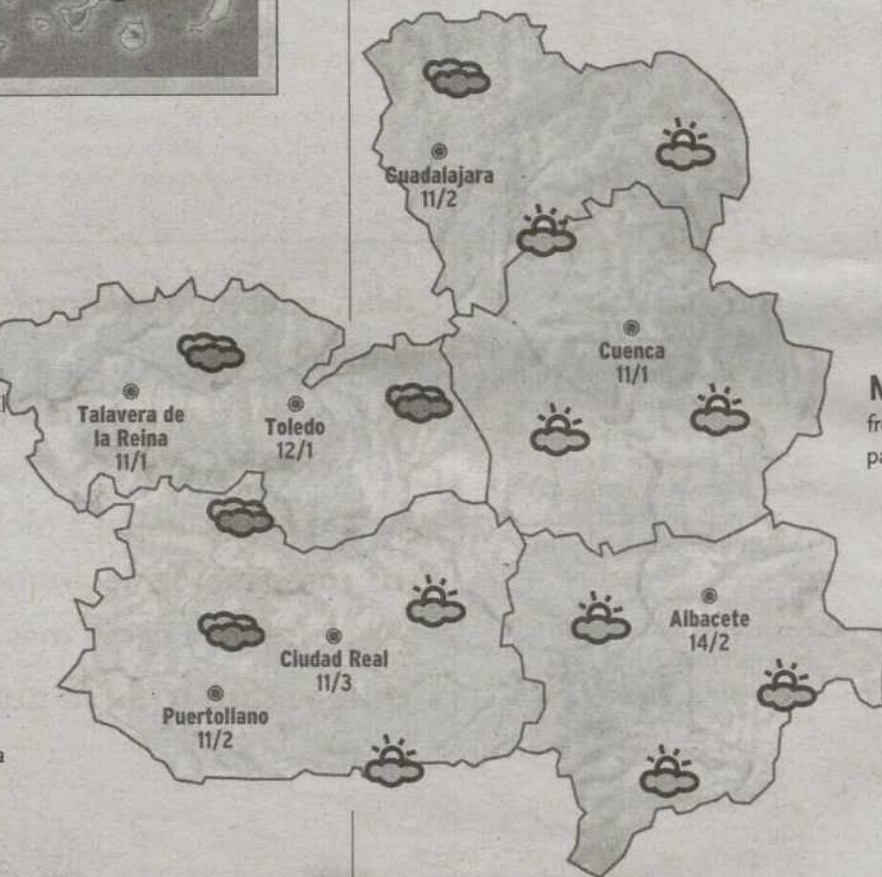 Guadalajara
11/2
Cuenca
11/1
Talavera de
la Reina
11/1
Toledo
12/1
Albacete
14/2
Ciudad Real
11/3
Puertollano
11/2